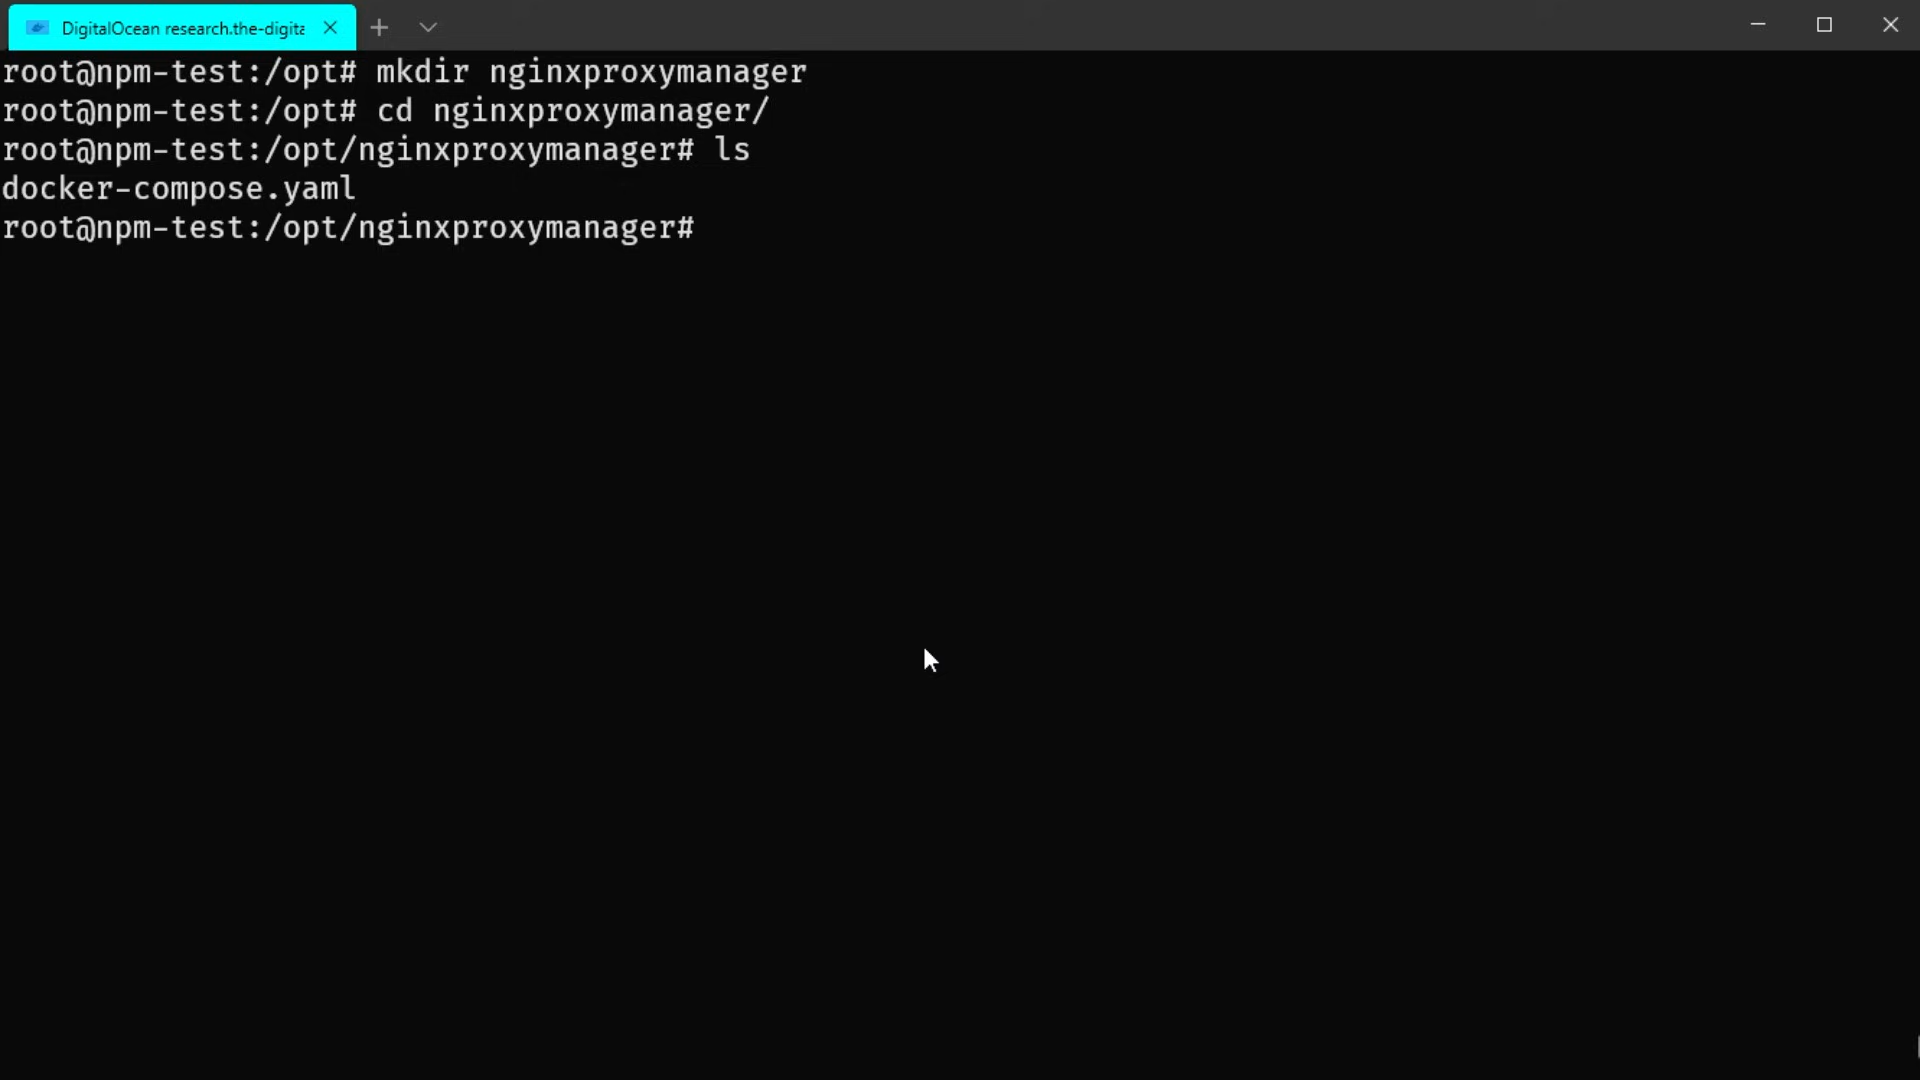 DigitalOcean research.the-digita
root@npm-test:/opt# mkdir nginxproxymanager
root@npm-test:/opt# cd nginxproxymanager/
root@npm-test:/opt/nginxproxymanager# ls
docker-compose.yaml
root@npm-test:/opt/nginxproxymanager#